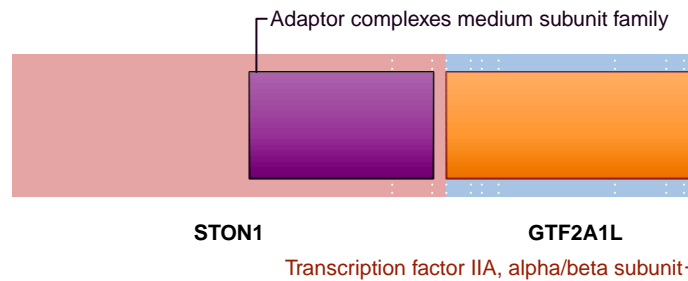 Adaptor complexes medium subunit family
STON1 GTF2A1L
Transcription factor IIA, alpha/beta subunit